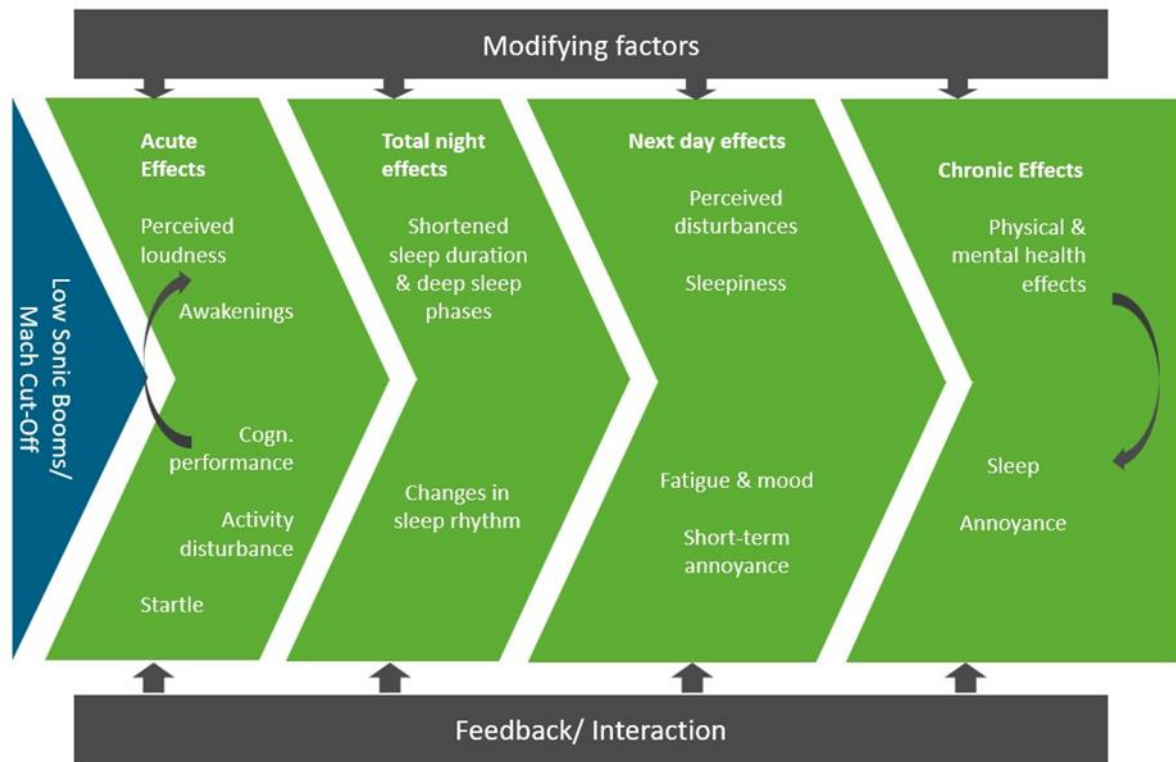 Modifying factors
Low Sonic Booms/
Mach Cut-Off
Acute
Effects
Perceived
loudness
Awakenings
Cogn.
performance
Activity
disturbance
Startle
Total night
effects
Shortened
sleep duration
& deep sleep
phases
Changes in
sleep rhythm
Next day effects
Perceived
disturbances
Sleepiness
Fatigue & mood
Short-term
annoyance
Chronic Effects
Physical &
mental health
effects
Sleep
Annoyance
Feedback/ Interaction